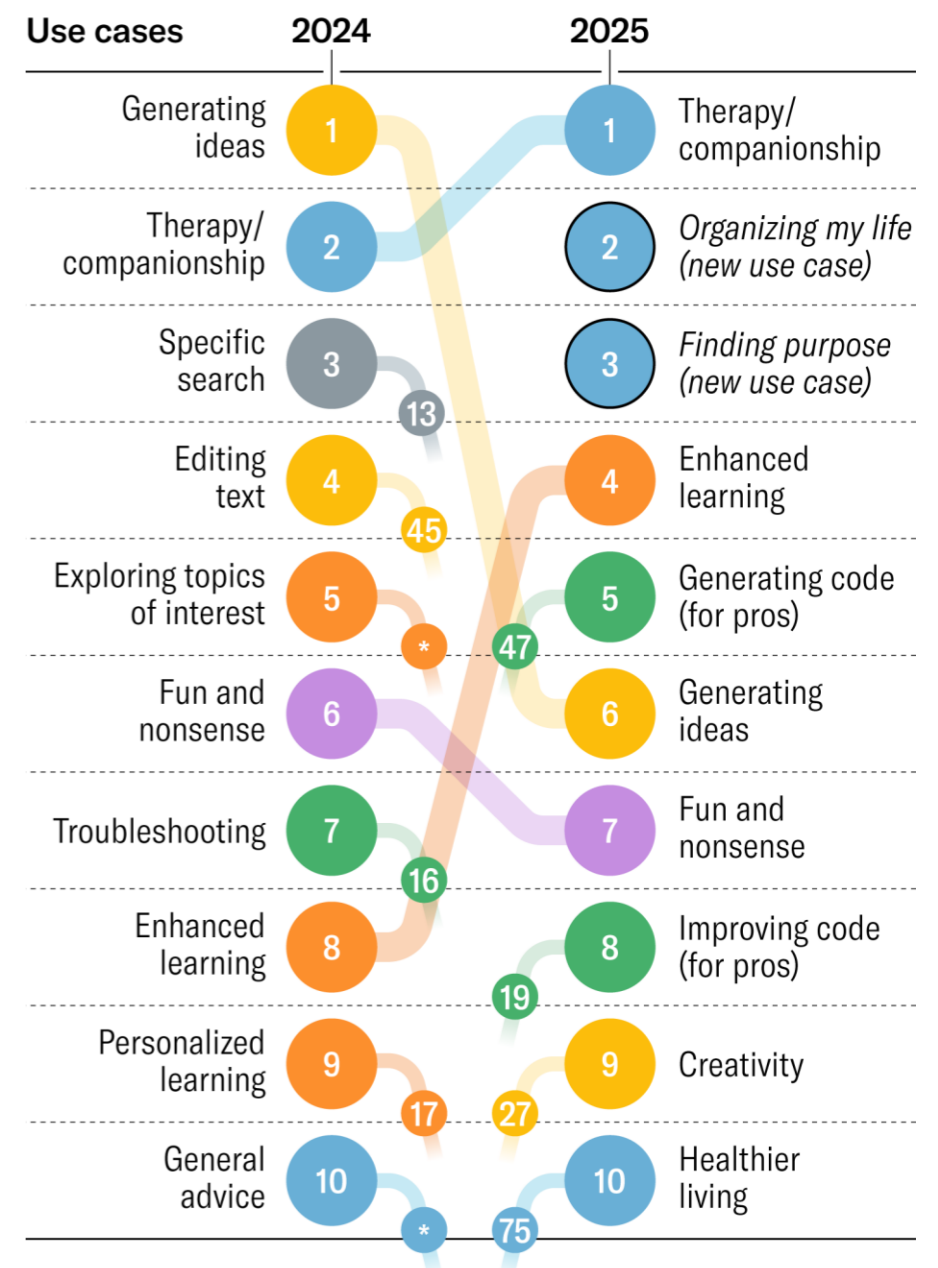 Use cases 2024 2025
Generating
ideas
1
1
Therapy/
companionship
Therapy/
companionship
2
2
Organizing my life
(new use case)
Specific
search
3
13
3
Finding purpose
(new use case)
Editing
text
4
45
4
Enhanced
learning
Exploring topics
of interest
5
*
47
5
Generating code
(for pros)
Fun and
nonsense
6
6
Generating
ideas
Troubleshooting
7
16
7
Fun and
nonsense
Enhanced
learning
8
19
8
Improving code
(for pros)
Personalized
learning
9
17
27
9
Creativity
General
advice
10
*
75
10
Healthier
living